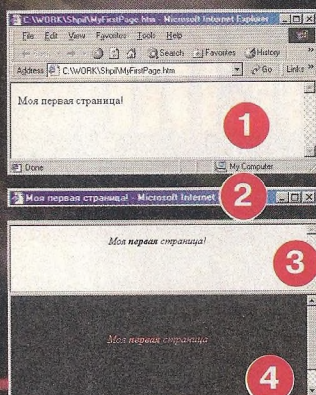 C:\WORK\Shpil\MyFirstPage.htm - Microsoft Internet Explorer
File Edit View Favorites Tools Help
Search Favorites History »
Address C:\WORK\Shpil\MyFirstPage.htm Go Links »
Моя первая страница!
1
Done My Computer
Моя первая страница! - Microsoft Internet
2
Моя первая страница!
3
Моя первая страница
4